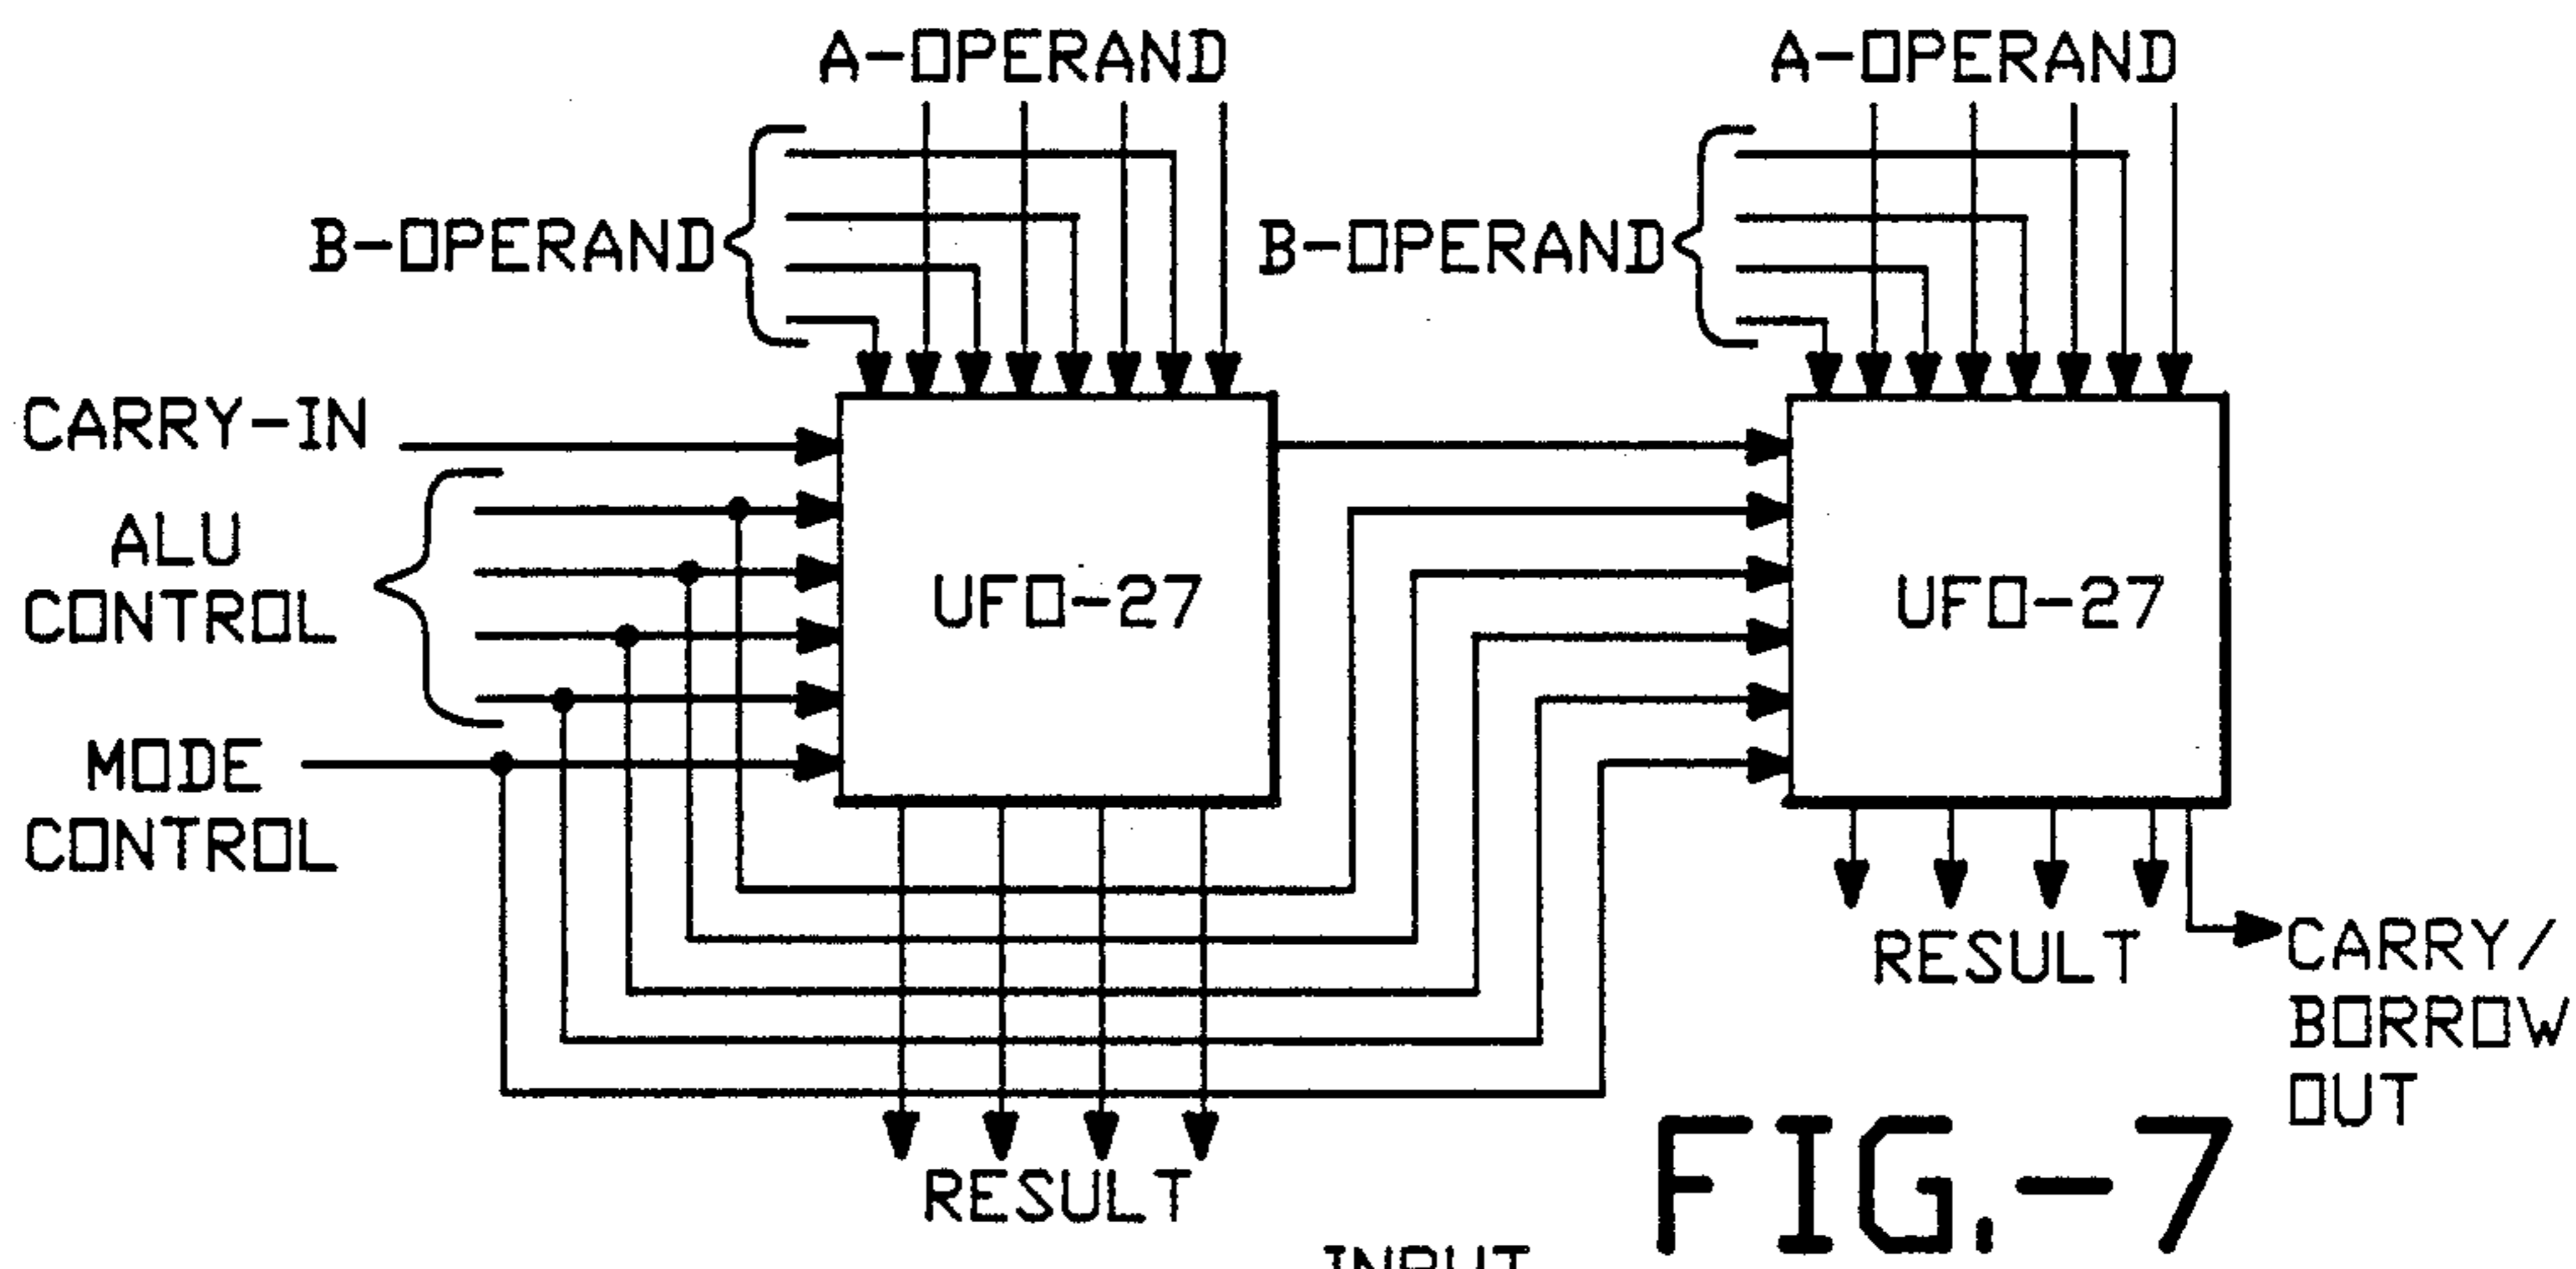 A-OPERAND
A-OPERAND
B-OPERAND
B-OPERAND
CARRY-IN
ALU
CONTROL
UFO-27
UFO-27
MODE
CONTROL
RESULT
CARRY/
BORROW
OUT
RESULT
FIG.-7
INPUT